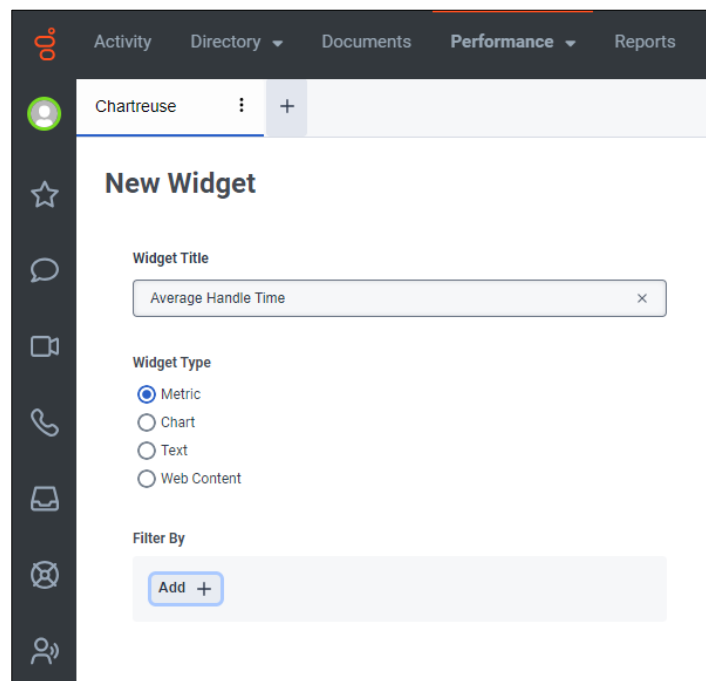 Activity Directory Documents Performance Reports
Chartreuse
New Widget
Widget Title
Average Handle Time
Widget Type
Metric
Chart
Text
Web Content
Filter By
Add +